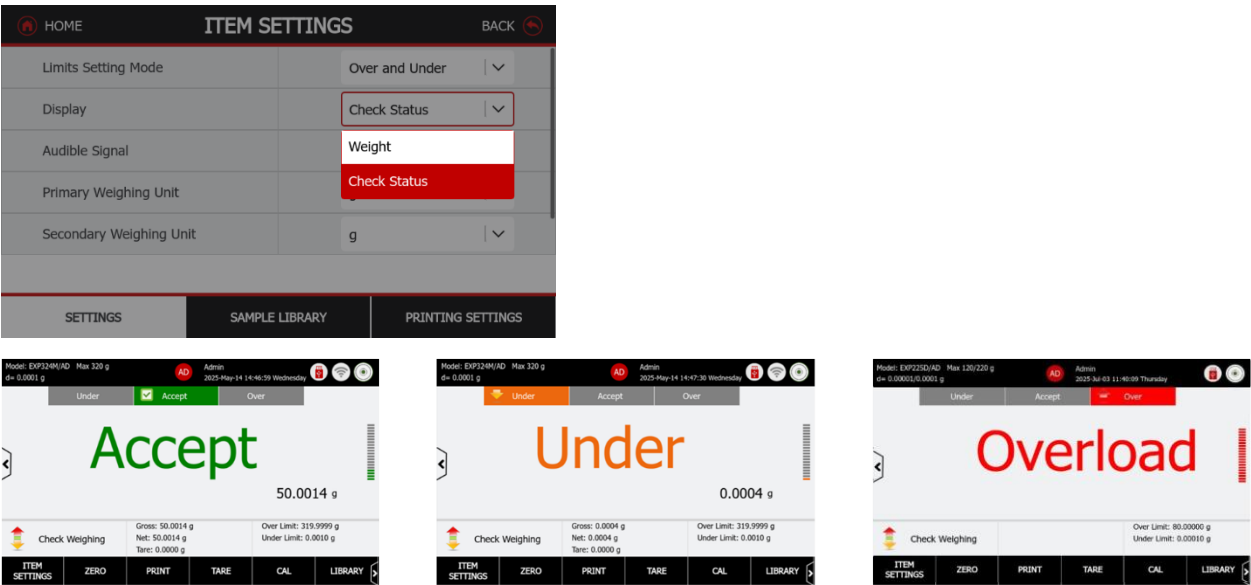 HOME ITEM SETTINGS BACK
Limits Setting Mode Over and Under
Display Check Status
Audible Signal Weight
Check Status
Primary Weighing Unit
Secondary Weighing Unit g
SETTINGS SAMPLE LIBRARY PRINTING SETTINGS
Model: EXP324M/AD Max 320 g
d= 0.0001 g
AD
Admin
2025-May-14 14:46:59 Wednesday
Under Accept Over
Accept
50.0014 g
Check Weighing
Gross: 50.0014 g
Net: 50.0014 g
Tare: 0.0000 g
Over Limit: 319.9999 g
Under Limit: 0.0010 g
ITEM SETTINGS ZERO PRINT TARE CAL LIBRARY
Model: EXP324M/AD Max 320 g
d= 0.0001 g
AD
Admin
2025-May-14 14:47:30 Wednesday
Under Accept Over
Under
0.0004 g
Check Weighing
Gross: 0.0004 g
Net: 0.0004 g
Tare: 0.0000 g
Over Limit: 319.9999 g
Under Limit: 0.0010 g
ITEM SETTINGS ZERO PRINT TARE CAL LIBRARY
Model: EXP225D/AD Max 120/220 g
d= 0.00001/0.0001 g
AD
Admin
2025-Jul-03 11:40:09 Thursday
Under Accept Over
Overload
Check Weighing
Over Limit: 80.00000 g
Under Limit: 0.00010 g
ITEM SETTINGS ZERO PRINT TARE CAL LIBRARY